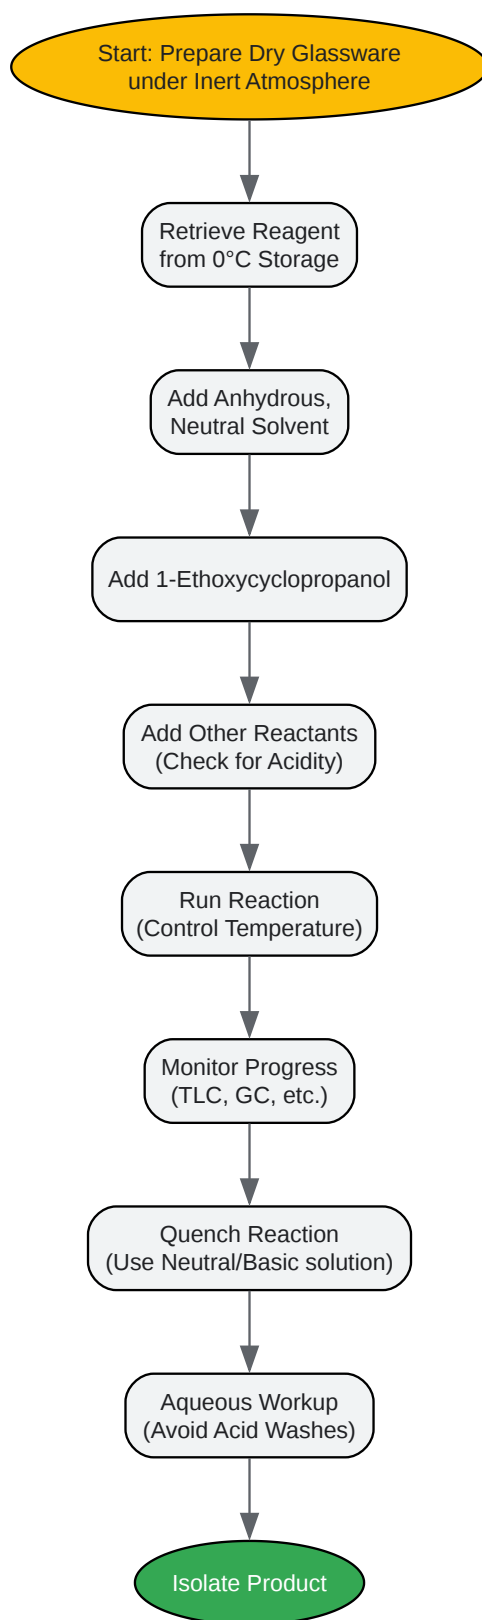 Start: Prepare Dry Glassware
under Inert Atmosphere
Retrieve Reagent
from 0°C Storage
Add Anhydrous,
Neutral Solvent
Add 1-Ethoxycyclopropanol
Add Other Reactants
(Check for Acidity)
Run Reaction
(Control Temperature)
Monitor Progress
(TLC, GC, etc.)
Quench Reaction
(Use Neutral/Basic solution)
Aqueous Workup
(Avoid Acid Washes)
Isolate Product